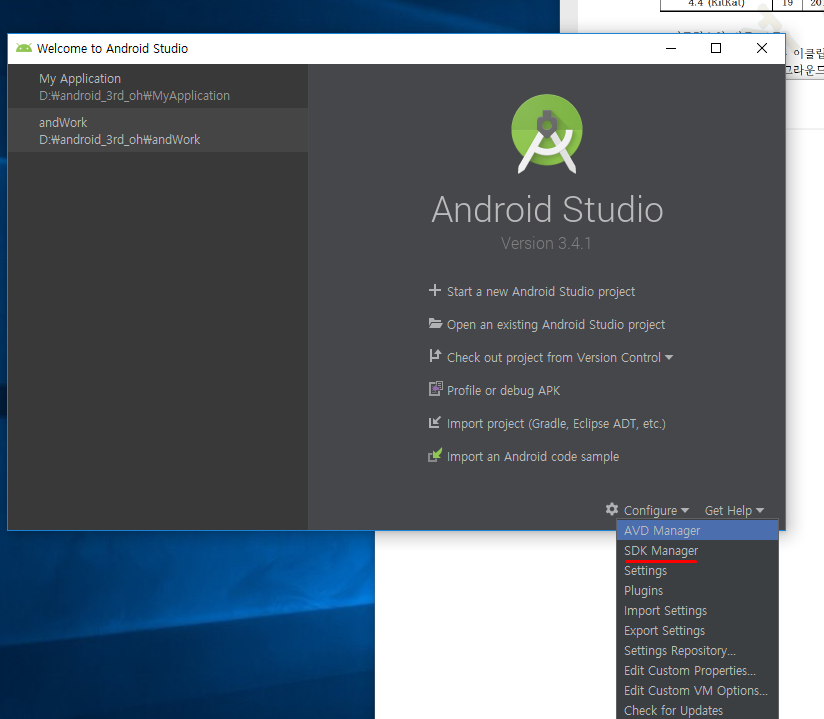 4.4 (KitKat) 19
이클립
그라운드
Welcome to Android Studio
My Application
D:₩android_3rd_oh₩MyApplication
andWork
D:₩android_3rd_oh₩andWork
Android Studio
Version 3.4.1
Start a new Android Studio project
Open an existing Android Studio project
Check out project from Version Control
Profile or debug APK
Import project (Gradle, Eclipse ADT, etc.)
Import an Android code sample
Configure Get Help
AVD Manager
SDK Manager
Settings
Plugins
Import Settings
Export Settings
Settings Repository...
Edit Custom Properties...
Edit Custom VM Options...
Check for Updates